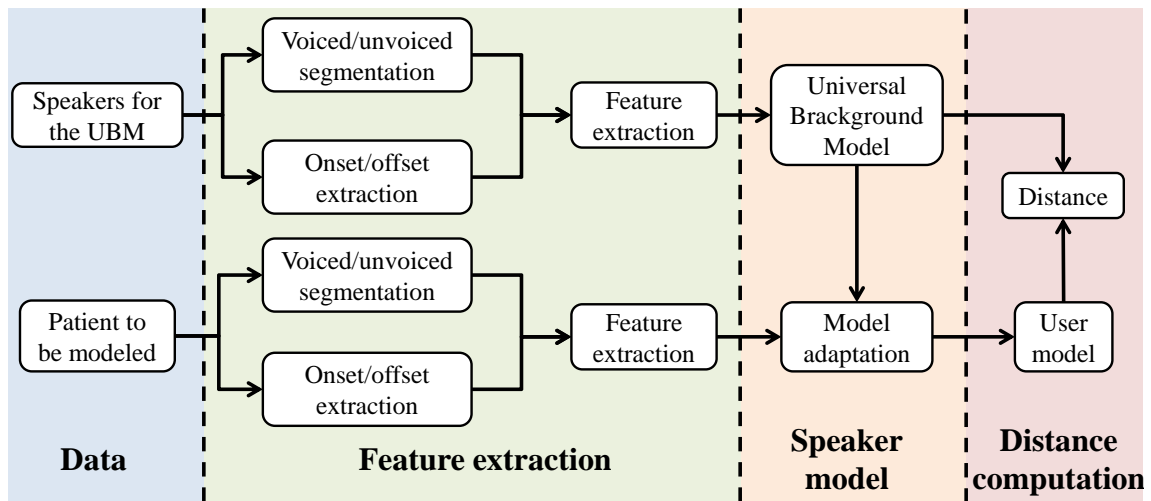 Voiced/unvoiced
segmentation
Speakers for
the UBM
Feature
extraction
Universal
Brackground
Model
Onset/offset
extraction
Distance
Voiced/unvoiced
segmentation
Patient to
be modeled
Feature
extraction
Model
adaptation
User
model
Onset/offset
extraction
Data
Feature extraction
Speaker
model
Distance
computation